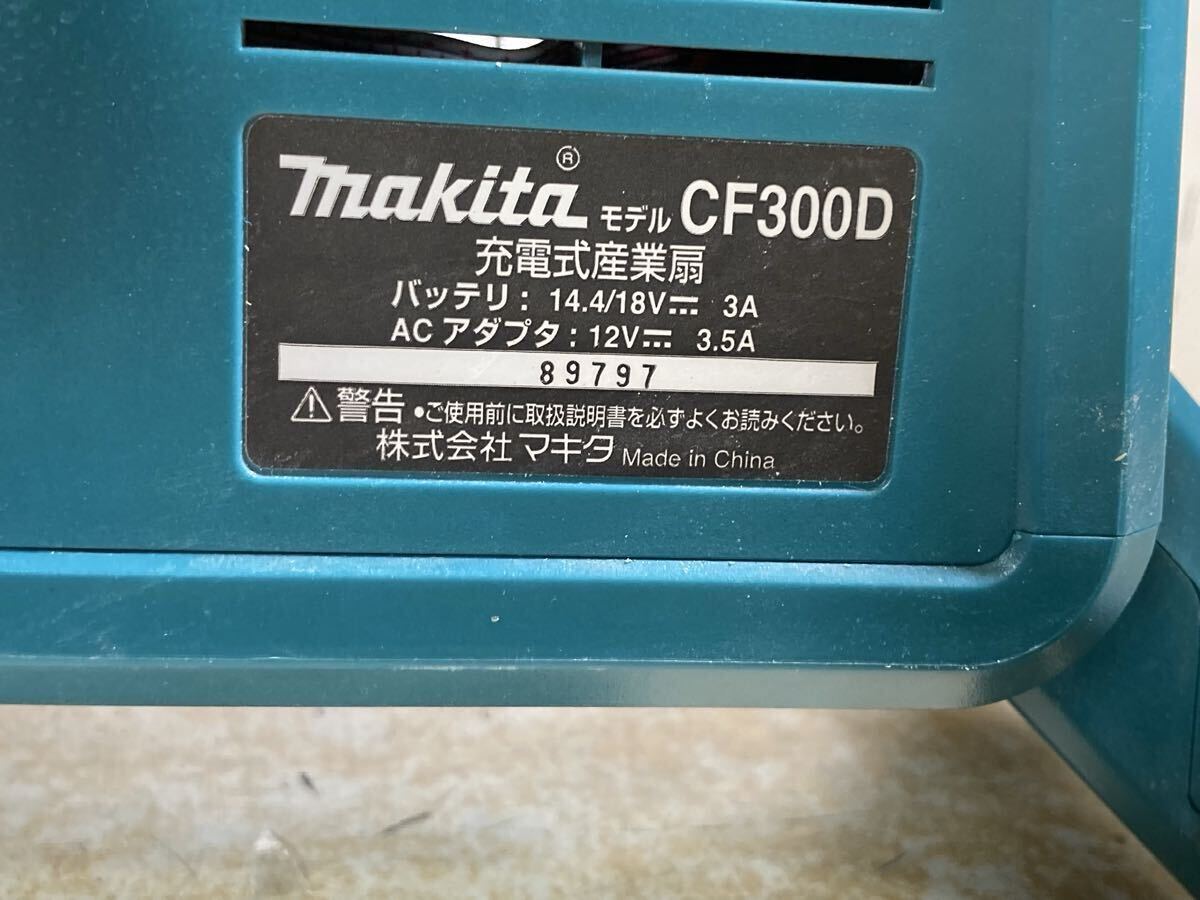 makita® モデル CF300D
充電式産業扇
バッテリ: 14.4/18V⎓ 3A
ACアダプタ: 12V⎓ 3.5A
89797
⚠警告 •ご使用前に取扱説明書を必ずよくお読みください。
株式会社マキタ Made in China